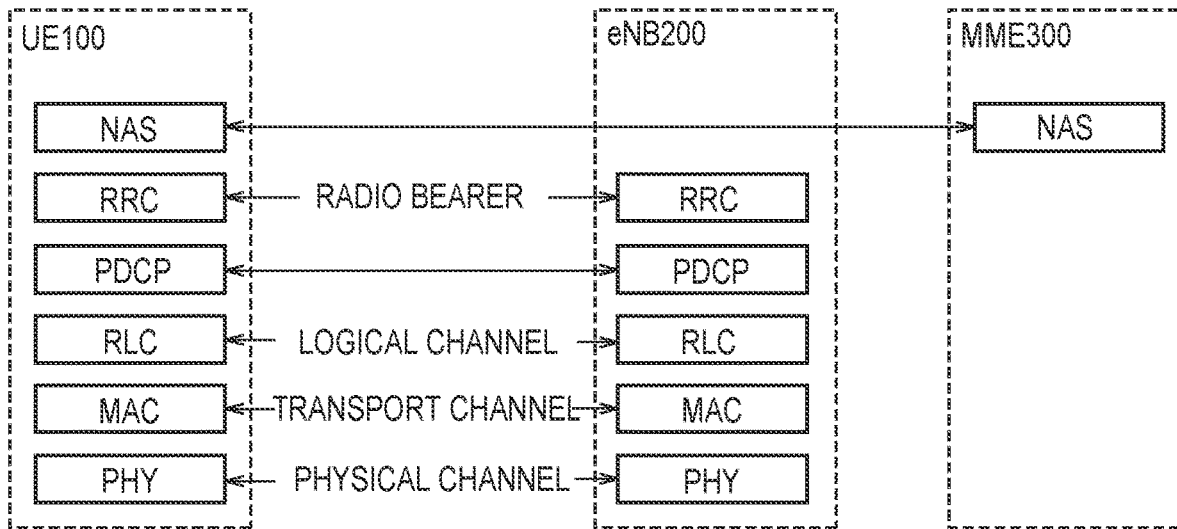 UE100 eNB200 MME300
NAS NAS
RRC RADIO BEARER RRC
PDCP PDCP
RLC LOGICAL CHANNEL RLC
MAC TRANSPORT CHANNEL MAC
PHY PHYSICAL CHANNEL PHY